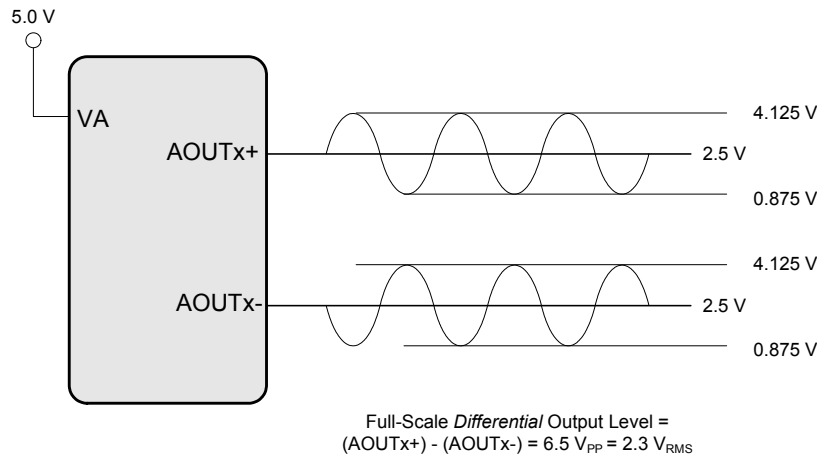 5.0 V
VA
AOUTx+
4.125 V
2.5 V
0.875 V
AOUTx-
4.125 V
2.5 V
0.875 V
Full-Scale Differential Output Level =
(AOUTx+) - (AOUTx-) = 6.5 VPP = 2.3 VRMS